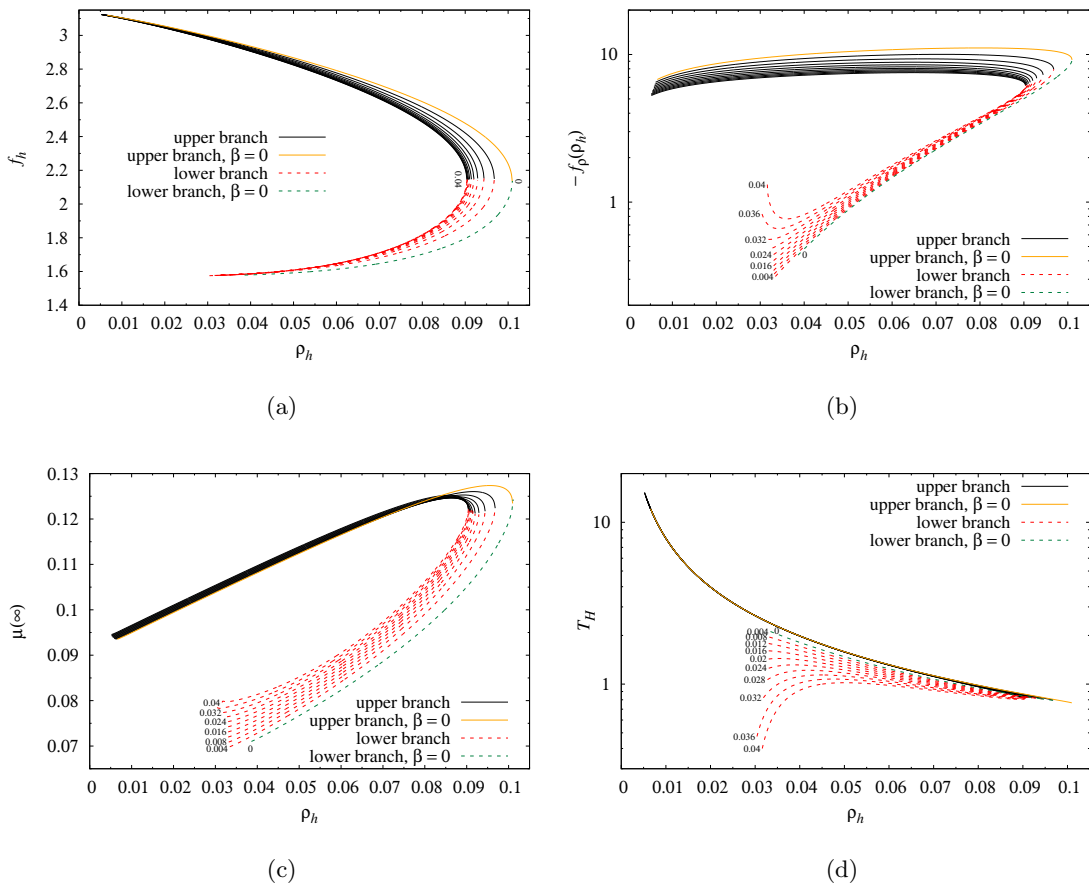 3
2.8
2.6
2.4
2.2
2
1.8
1.6
1.4
f_h
upper branch
upper branch, β = 0
lower branch
lower branch, β = 0
0.04
0
0 0.01 0.02 0.03 0.04 0.05 0.06 0.07 0.08 0.09 0.1
ρ_h
(a)
10
1
− f_ρ(ρ_h)
0.04
0.036
0.032
0.024
0.016
0.004
0
upper branch
upper branch, β = 0
lower branch
lower branch, β = 0
0 0.01 0.02 0.03 0.04 0.05 0.06 0.07 0.08 0.09 0.1
ρ_h
(b)
0.13
0.12
0.11
0.1
0.09
0.08
0.07
μ(∞)
0.04
0.032
0.024
0.016
0.008
0.004
0
upper branch
upper branch, β = 0
lower branch
lower branch, β = 0
0 0.01 0.02 0.03 0.04 0.05 0.06 0.07 0.08 0.09 0.1
ρ_h
(c)
10
1
T_H
upper branch
upper branch, β = 0
lower branch
lower branch, β = 0
0.004 0
0.008
0.012
0.016
0.02
0.024
0.028
0.032
0.036
0.04
0 0.01 0.02 0.03 0.04 0.05 0.06 0.07 0.08 0.09 0.1
ρ_h
(d)